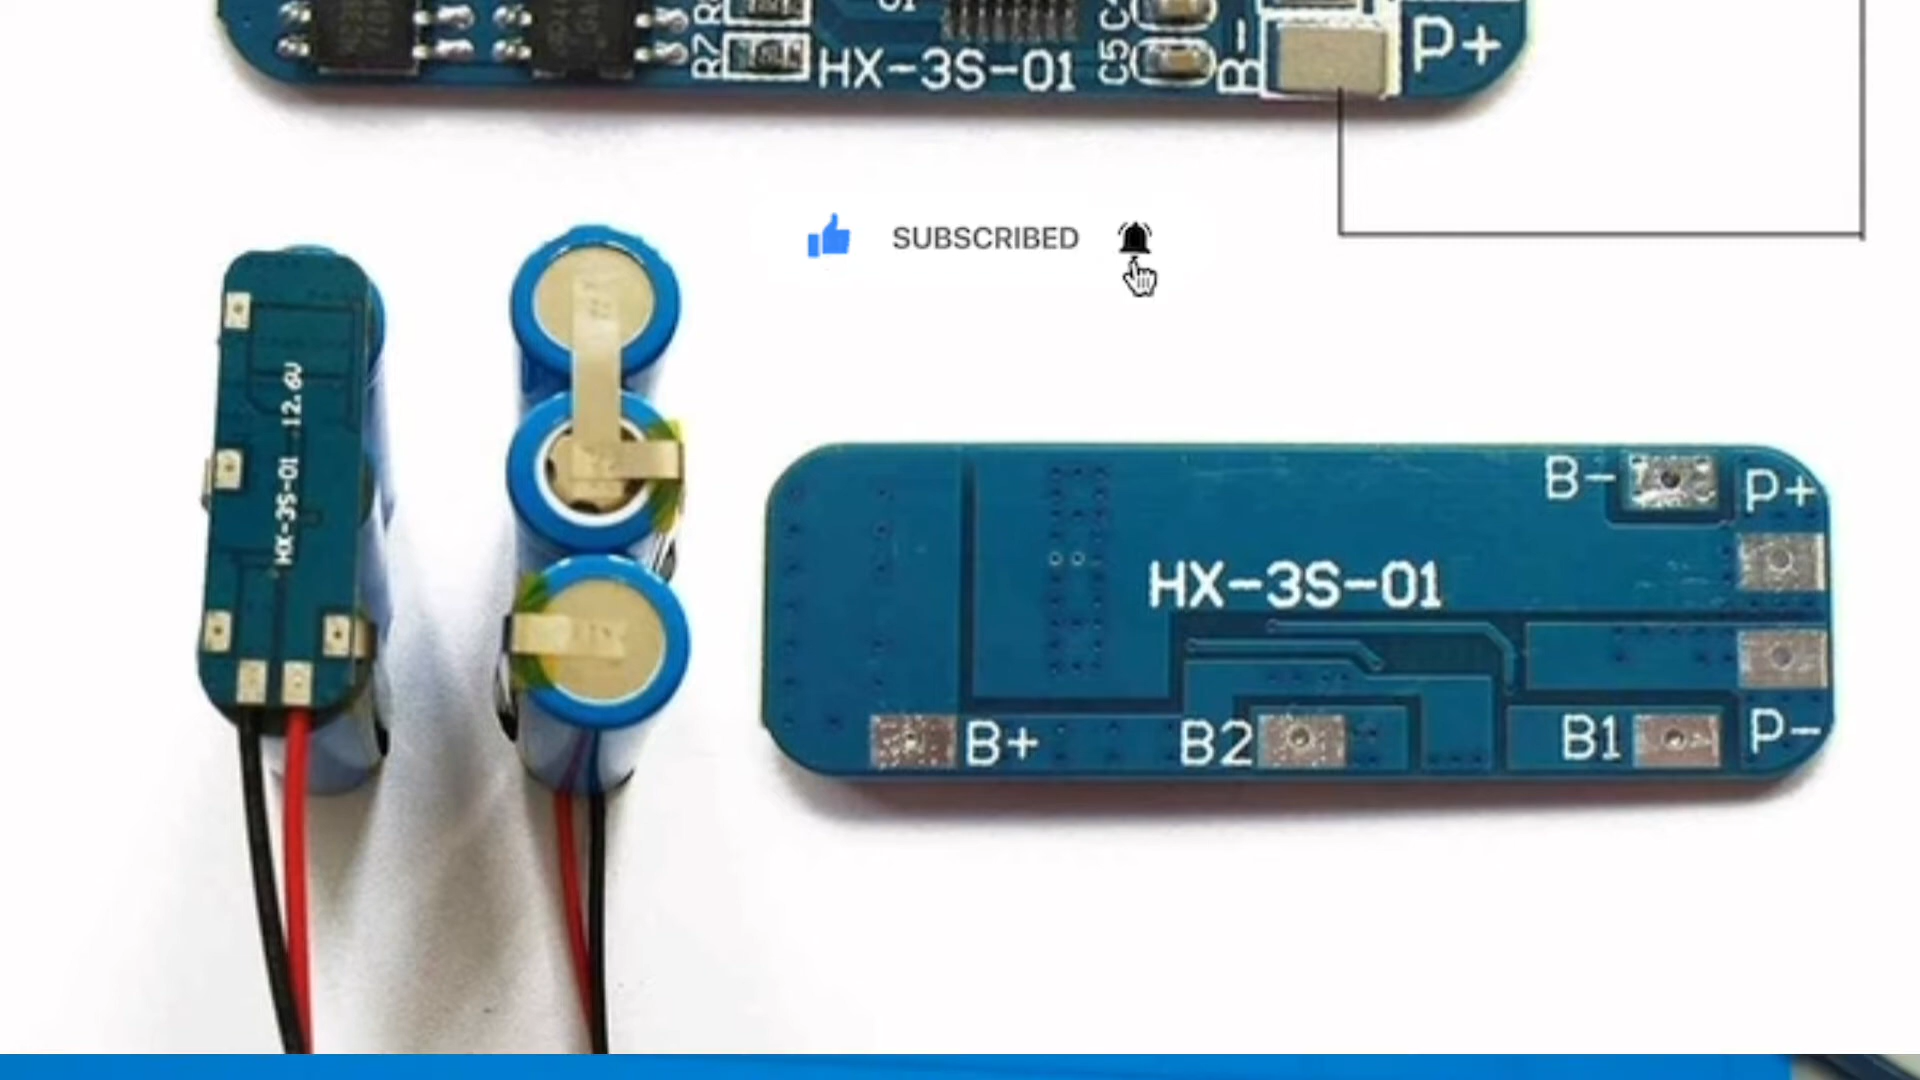 R7
HX-3S-01
C5
B-
P+
SUBSCRIBED
HX-3S-01 12.6V
B-
P+
HX-3S-01
B+
B2
B1
P-